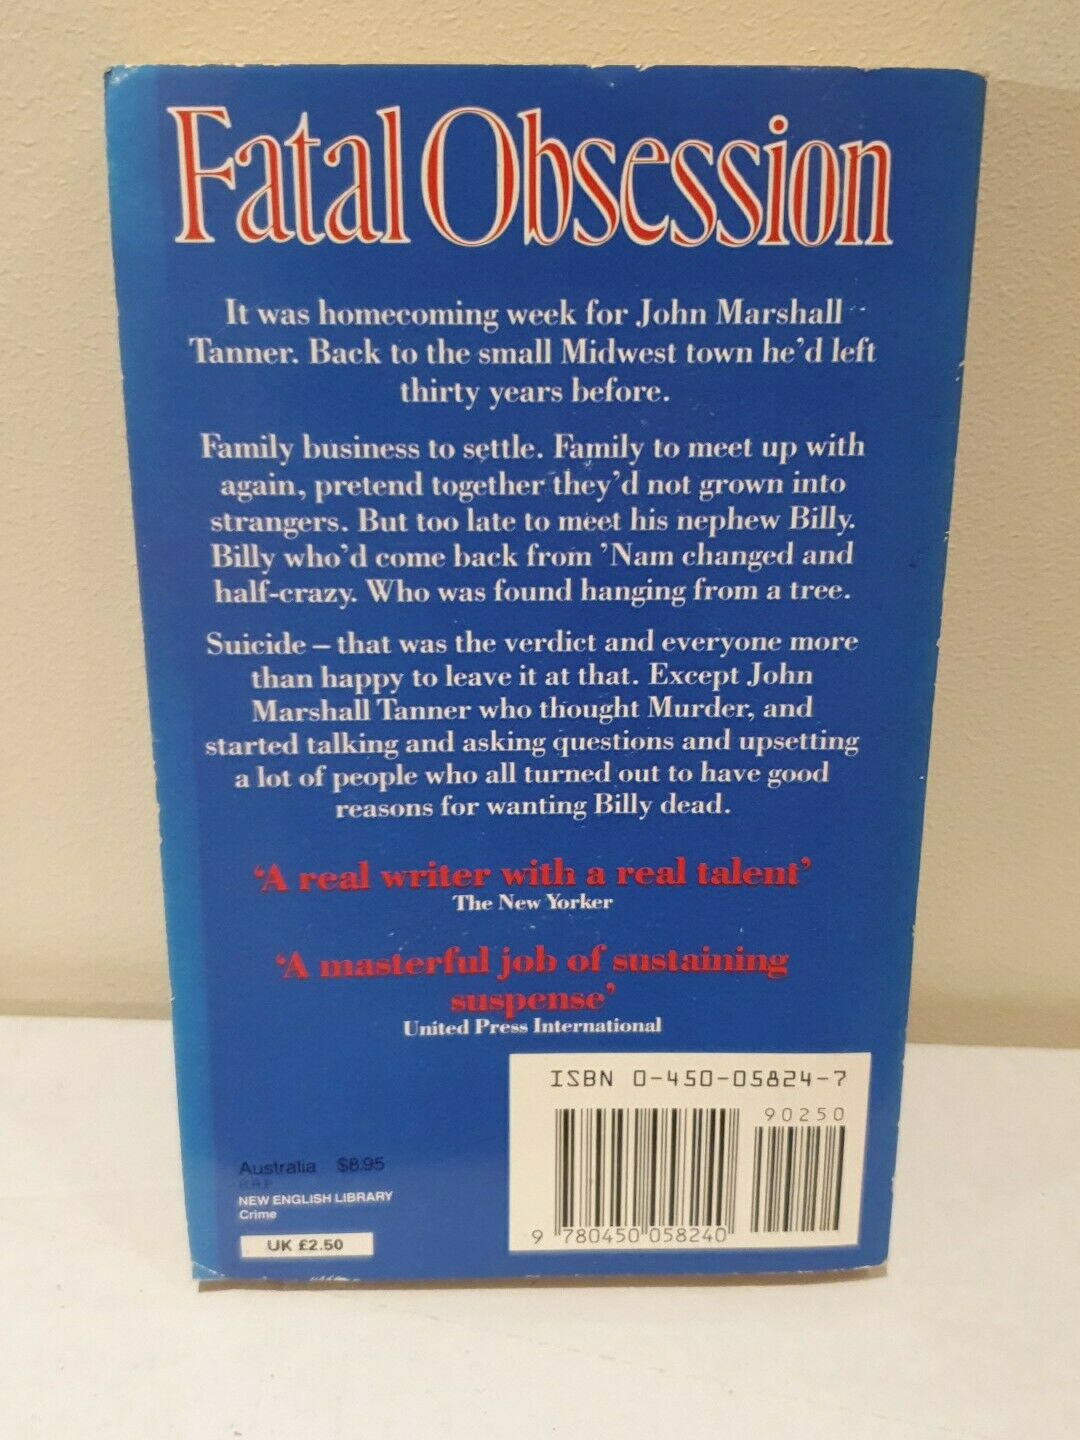 Fatal Obsession
It was homecoming week for John Marshall
Tanner. Back to the small Midwest town he'd left
thirty years before.
Family business to settle. Family to meet up with
again, pretend together they'd not grown into
strangers. But too late to meet his nephew Billy.
Billy who'd come back from 'Nam changed and
half-crazy. Who was found hanging from a tree.
Suicide – that was the verdict and everyone more
than happy to leave it at that. Except John
Marshall Tanner who thought Murder, and
started talking and asking questions and upsetting
a lot of people who all turned out to have good
reasons for wanting Billy dead.
'A real writer with a real talent'
The New Yorker
'A masterful job of sustaining
suspense'
United Press International
ISBN 0-450-05824-7
90250
9 780450 058240
Australia $8.95
R.R.P
NEW ENGLISH LIBRARY
Crime
UK £2.50